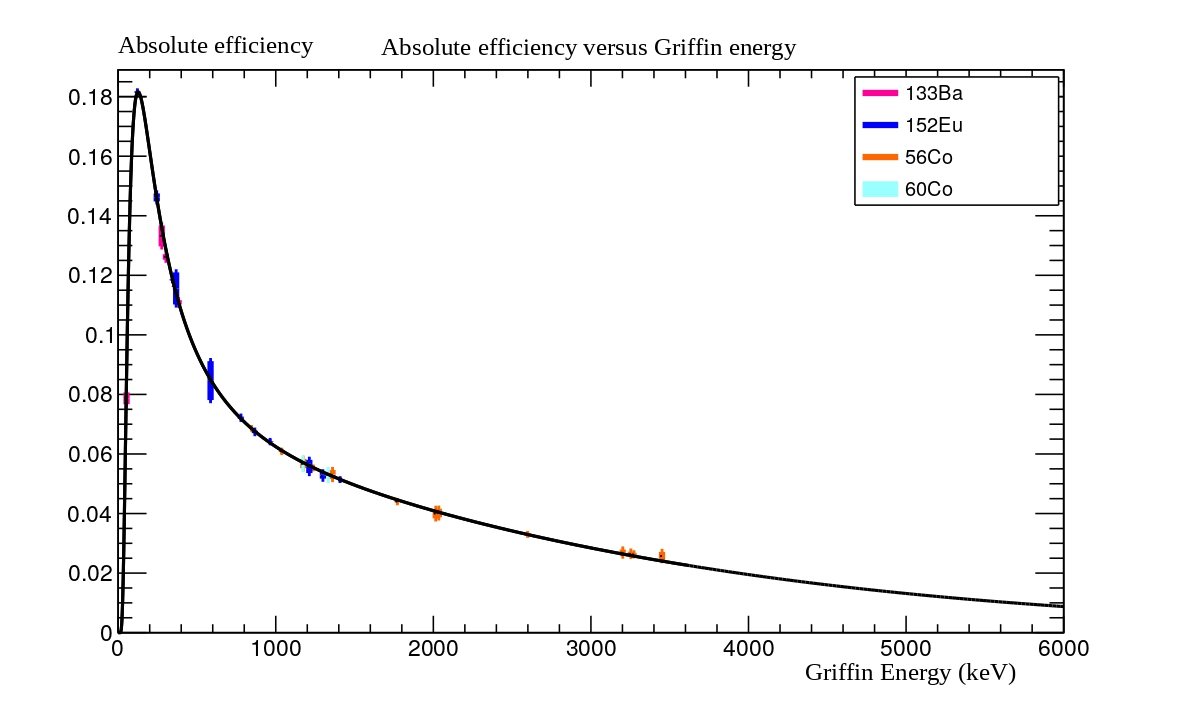 Absolute efficiency
Absolute efficiency versus Griffin energy
133Ba
152Eu
56Co
60Co
0.18
0.16
0.14
0.12
0.1
0.08
0.06
0.04
0.02
0
0 1000 2000 3000 4000 5000 6000
Griffin Energy (keV)